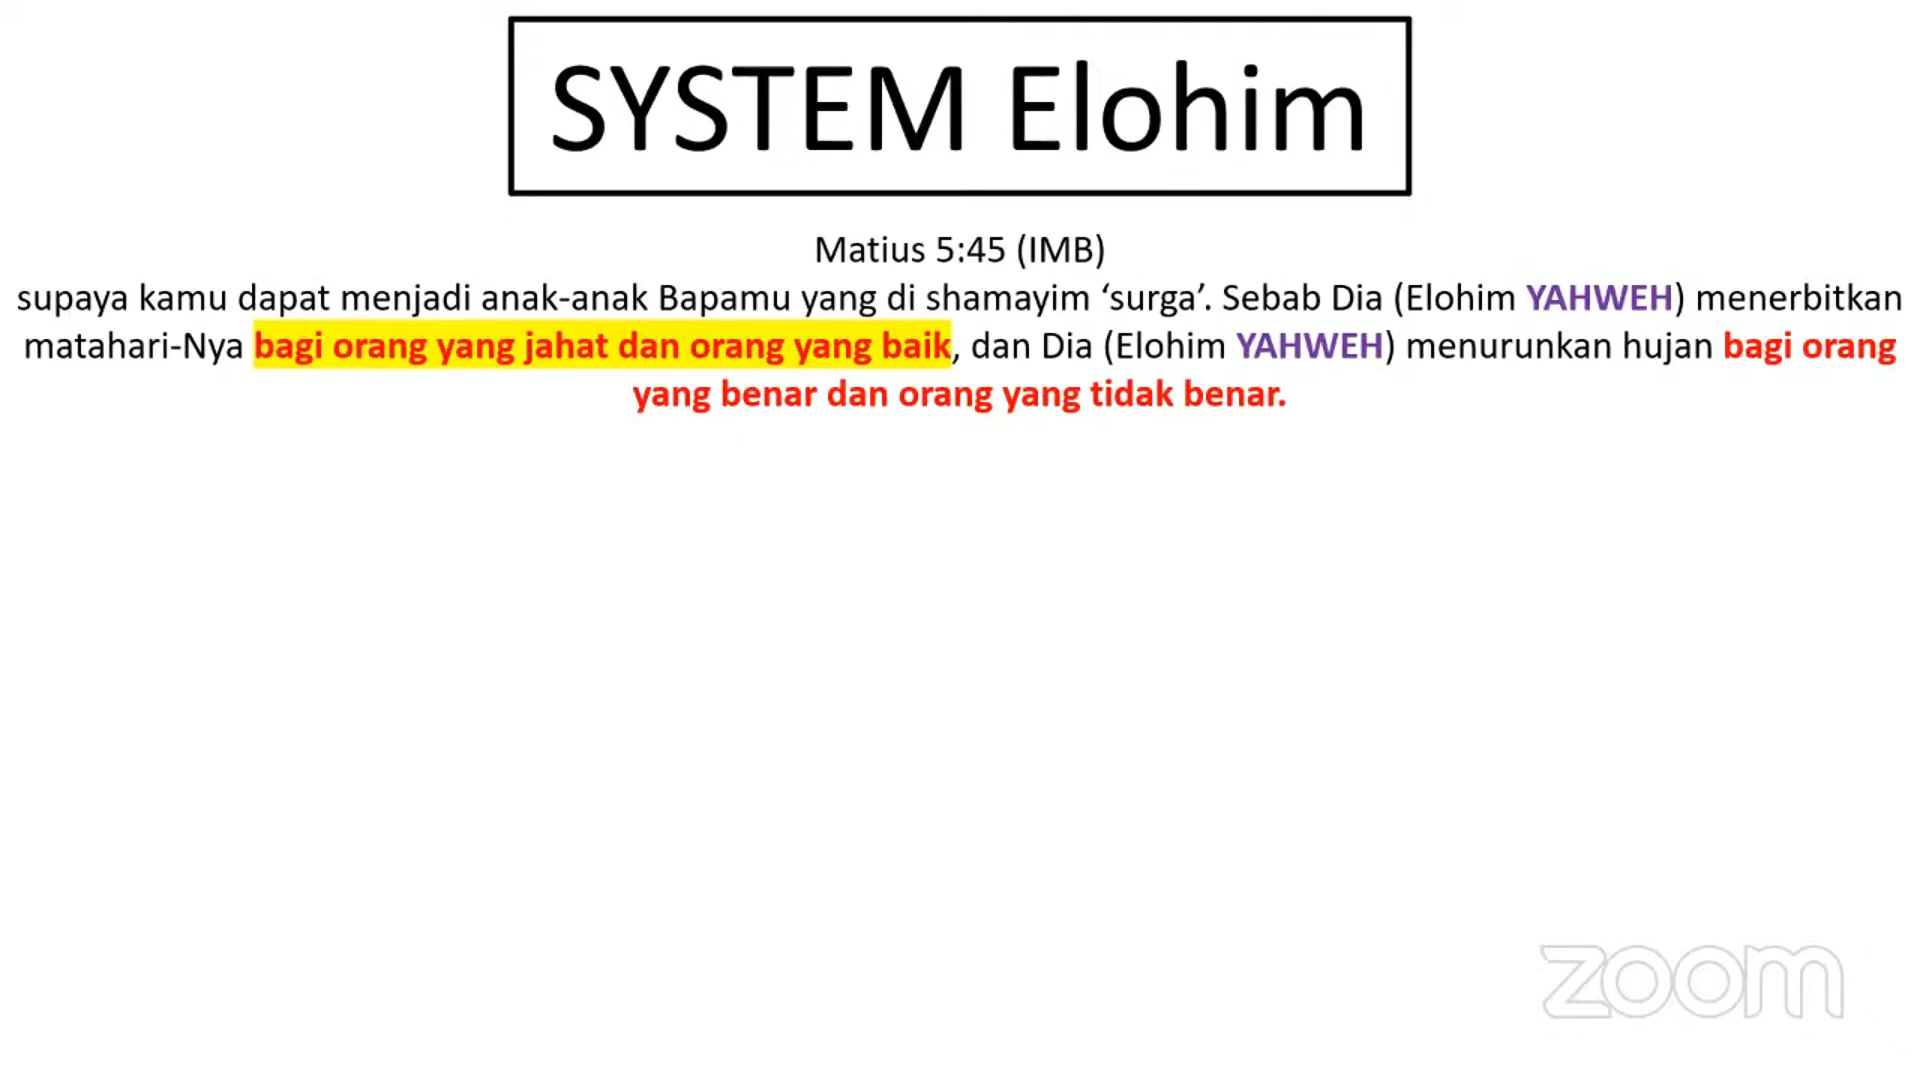 SYSTEM Elohim
Matius 5:45 (IMB)
supaya kamu dapat menjadi anak-anak Bapamu yang di shamayim ‘surga’. Sebab Dia (Elohim YAHWEH) menerbitkan
matahari-Nya bagi orang yang jahat dan orang yang baik, dan Dia (Elohim YAHWEH) menurunkan hujan bagi orang
yang benar dan orang yang tidak benar.
zoom